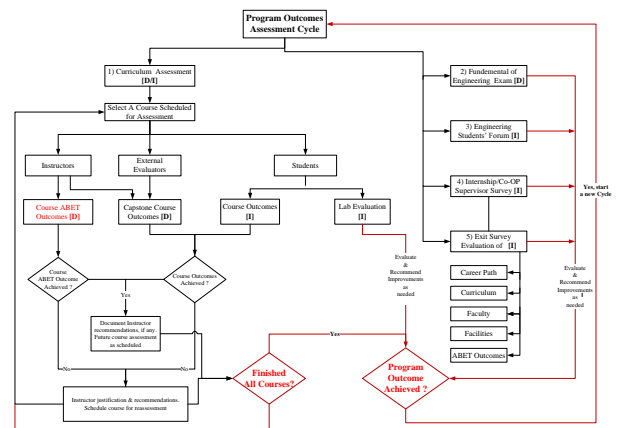 Program Outcomes
Assessment Cycle
1) Curriculum Assessment
[D/I]
Select A Course Scheduled
for Assessment
Instructors
External
Evaluators
Students
Course ABET
Outcomes [D]
Capstone Course
Outcomes [D]
Course Outcomes
[I]
Lab Evaluation
[I]
Course
ABET Outcome
Achieved ?
Course Outcomes
Achieved ?
Yes
Document Instructor
recommendations, if any.
Future course assessment
as scheduled
No
No
Instructor justification & recommendations.
Schedule course for reassessment
Finished
All Courses?
Yes
Evaluate
&
Recommend
Improvements
as
needed
Program
Outcome
Achieved ?
2) Fundemental of
Engineering Exam [D]
3) Engineering
Students' Forum [I]
4) Internship/Co-OP
Supervisor Survey [I]
5) Exit Survey
Evaluation of [I]
Career Path
Curriculum
Faculty
Facilities
ABET Outcomes
Evaluate
&
Recommend
Improvements
as
needed
Yes, start
a new Cycle